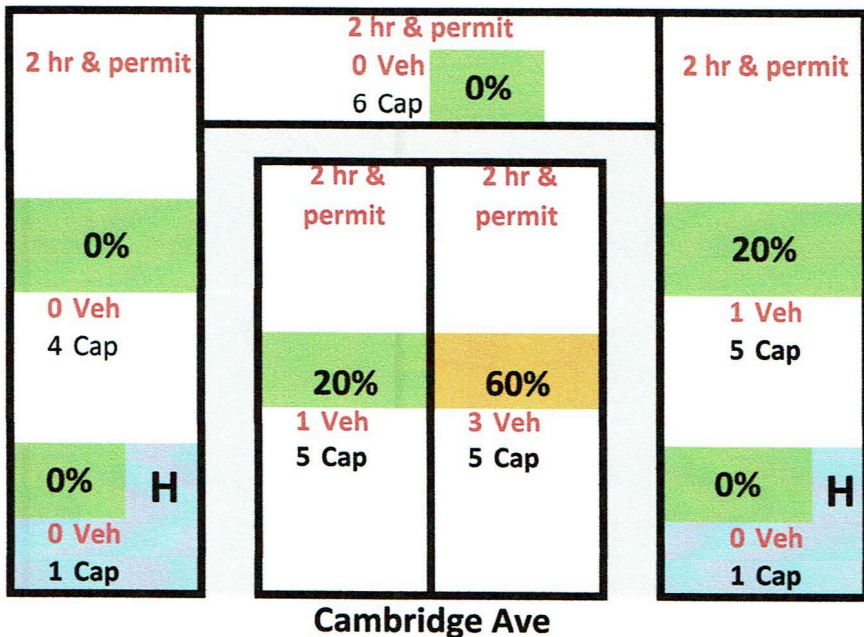 2 hr & permit
0%
0 Veh
4 Cap
0% H
0 Veh
1 Cap
2 hr & permit
0 Veh
6 Cap
0%
2 hr &
permit
20%
1 Veh
5 Cap
2 hr &
permit
60%
3 Veh
5 Cap
2 hr & permit
20%
1 Veh
5 Cap
0% H
0 Veh
1 Cap
Cambridge Ave